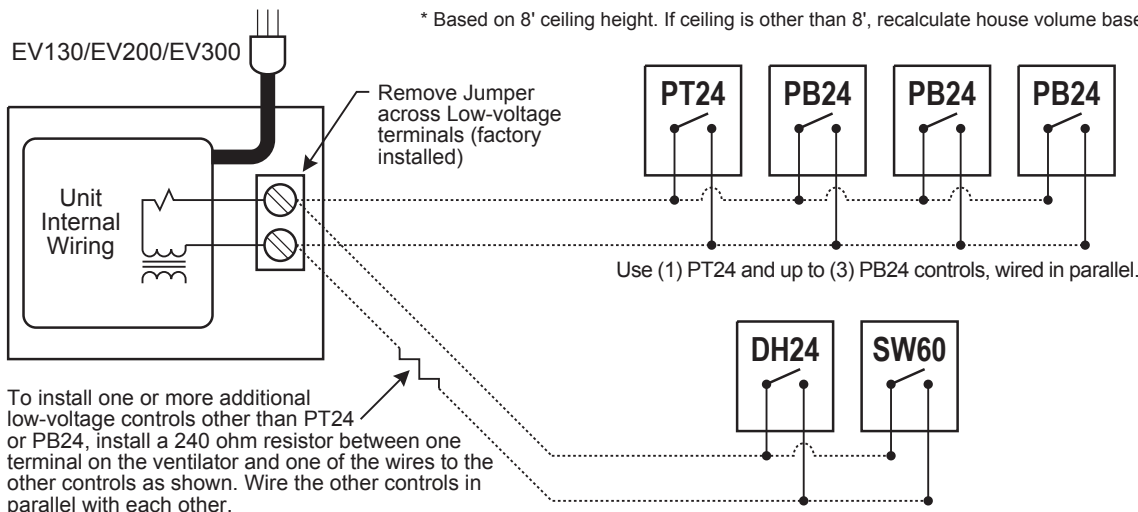 * Based on 8' ceiling height. If ceiling is other than 8', recalculate house volume base
EV130/EV200/EV300
Remove Jumper
across Low-voltage
terminals (factory
installed)
PT24
PB24
PB24
PB24
Unit
Internal
Wiring
Use (1) PT24 and up to (3) PB24 controls, wired in parallel.
DH24
SW60
To install one or more additional
low-voltage controls other than PT24
or PB24, install a 240 ohm resistor between one
terminal on the ventilator and one of the wires to the
other controls as shown. Wire the other controls in
parallel with each other.